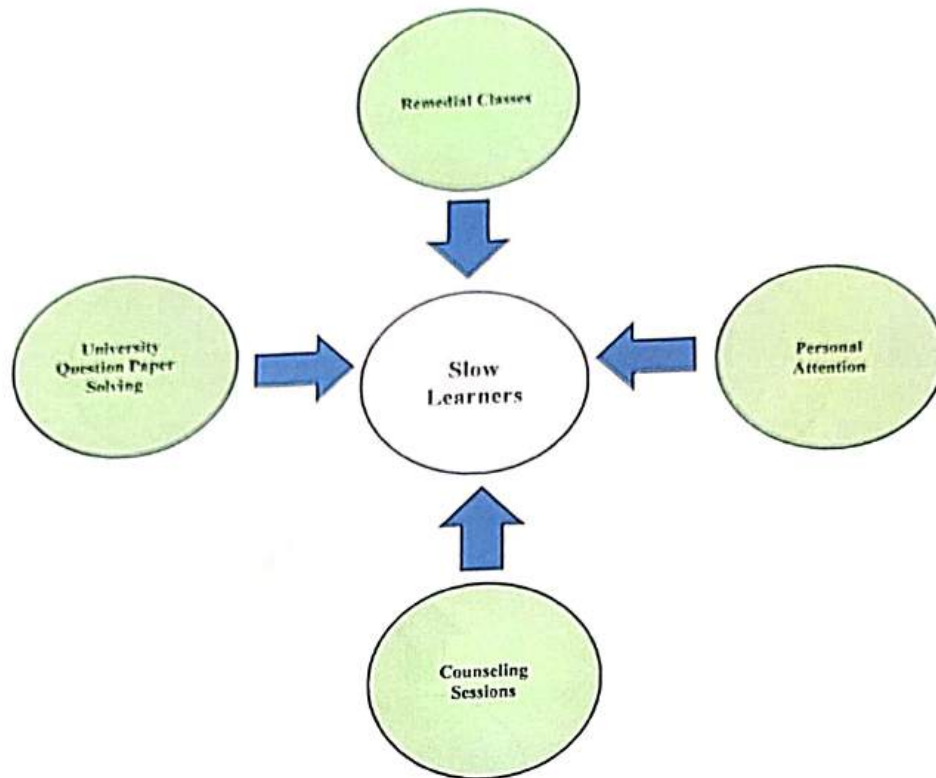 Remedial Classes
University
Question Paper
Solving
Slow
Learners
Personal
Attention
Counseling
Sessions